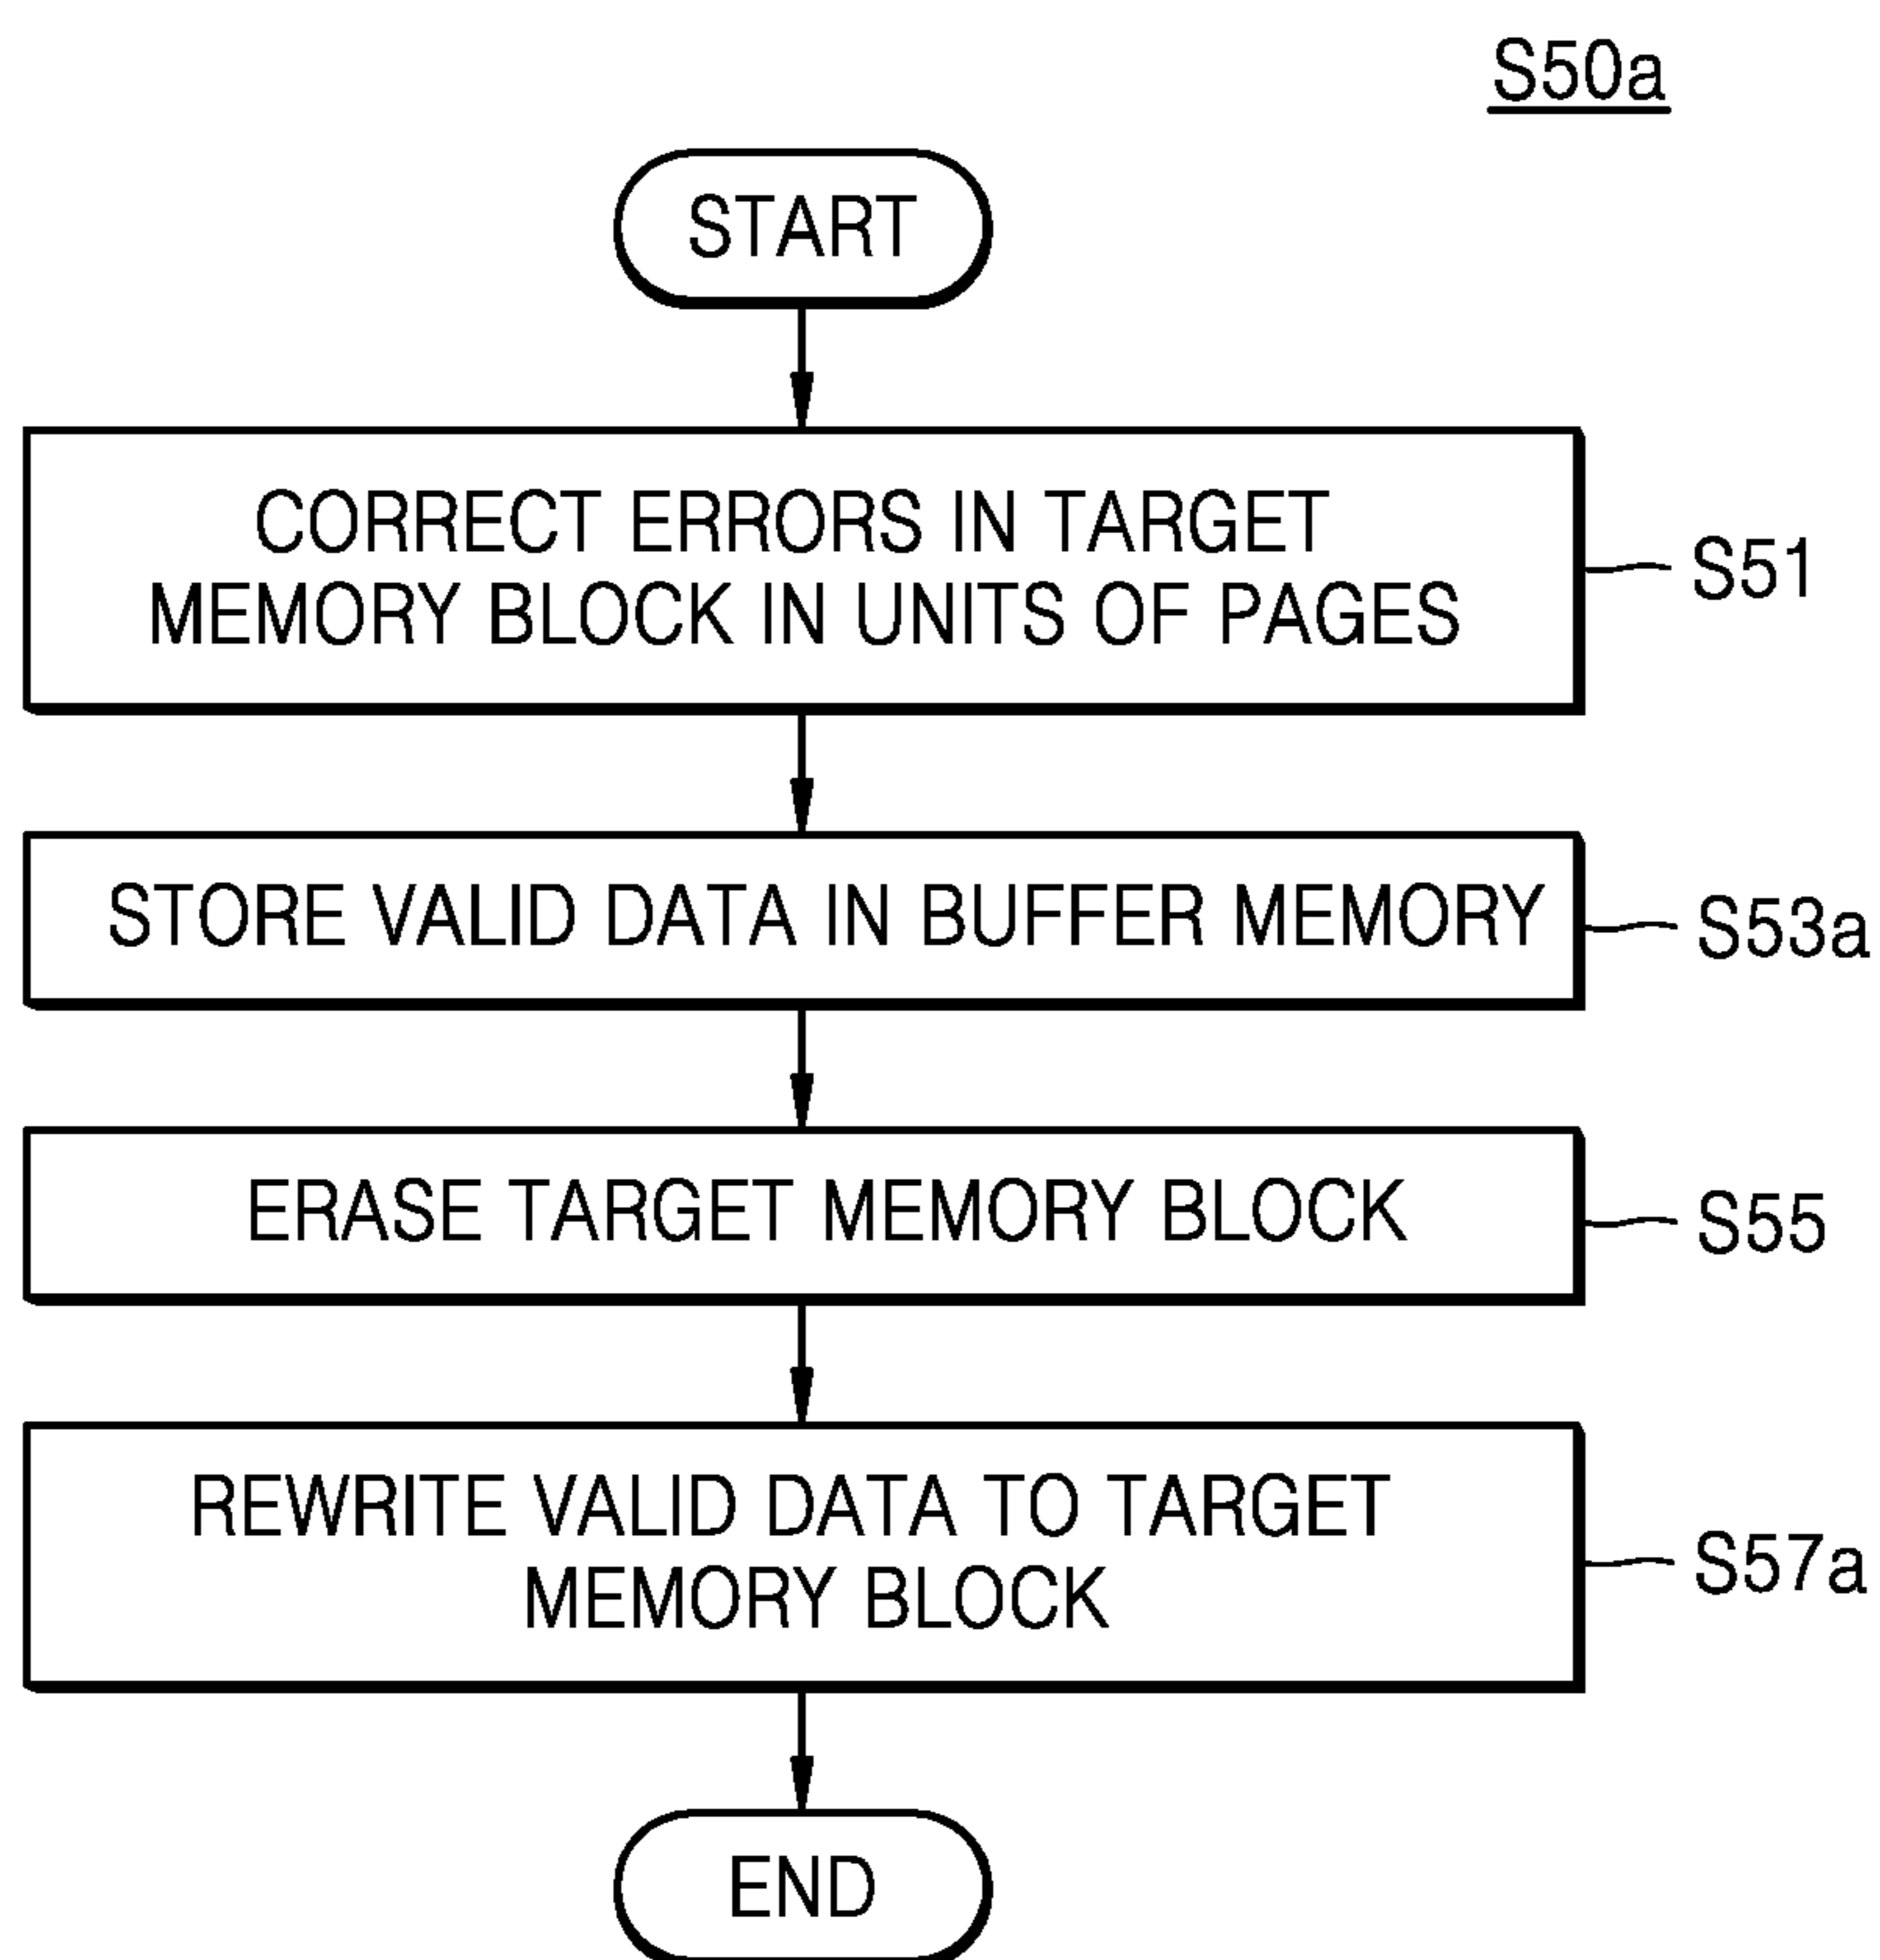 S50a
START
CORRECT ERRORS IN TARGET
MEMORY BLOCK IN UNITS OF PAGES
S51
STORE VALID DATA IN BUFFER MEMORY
S53a
ERASE TARGET MEMORY BLOCK
S55
REWRITE VALID DATA TO TARGET
MEMORY BLOCK
S57a
END